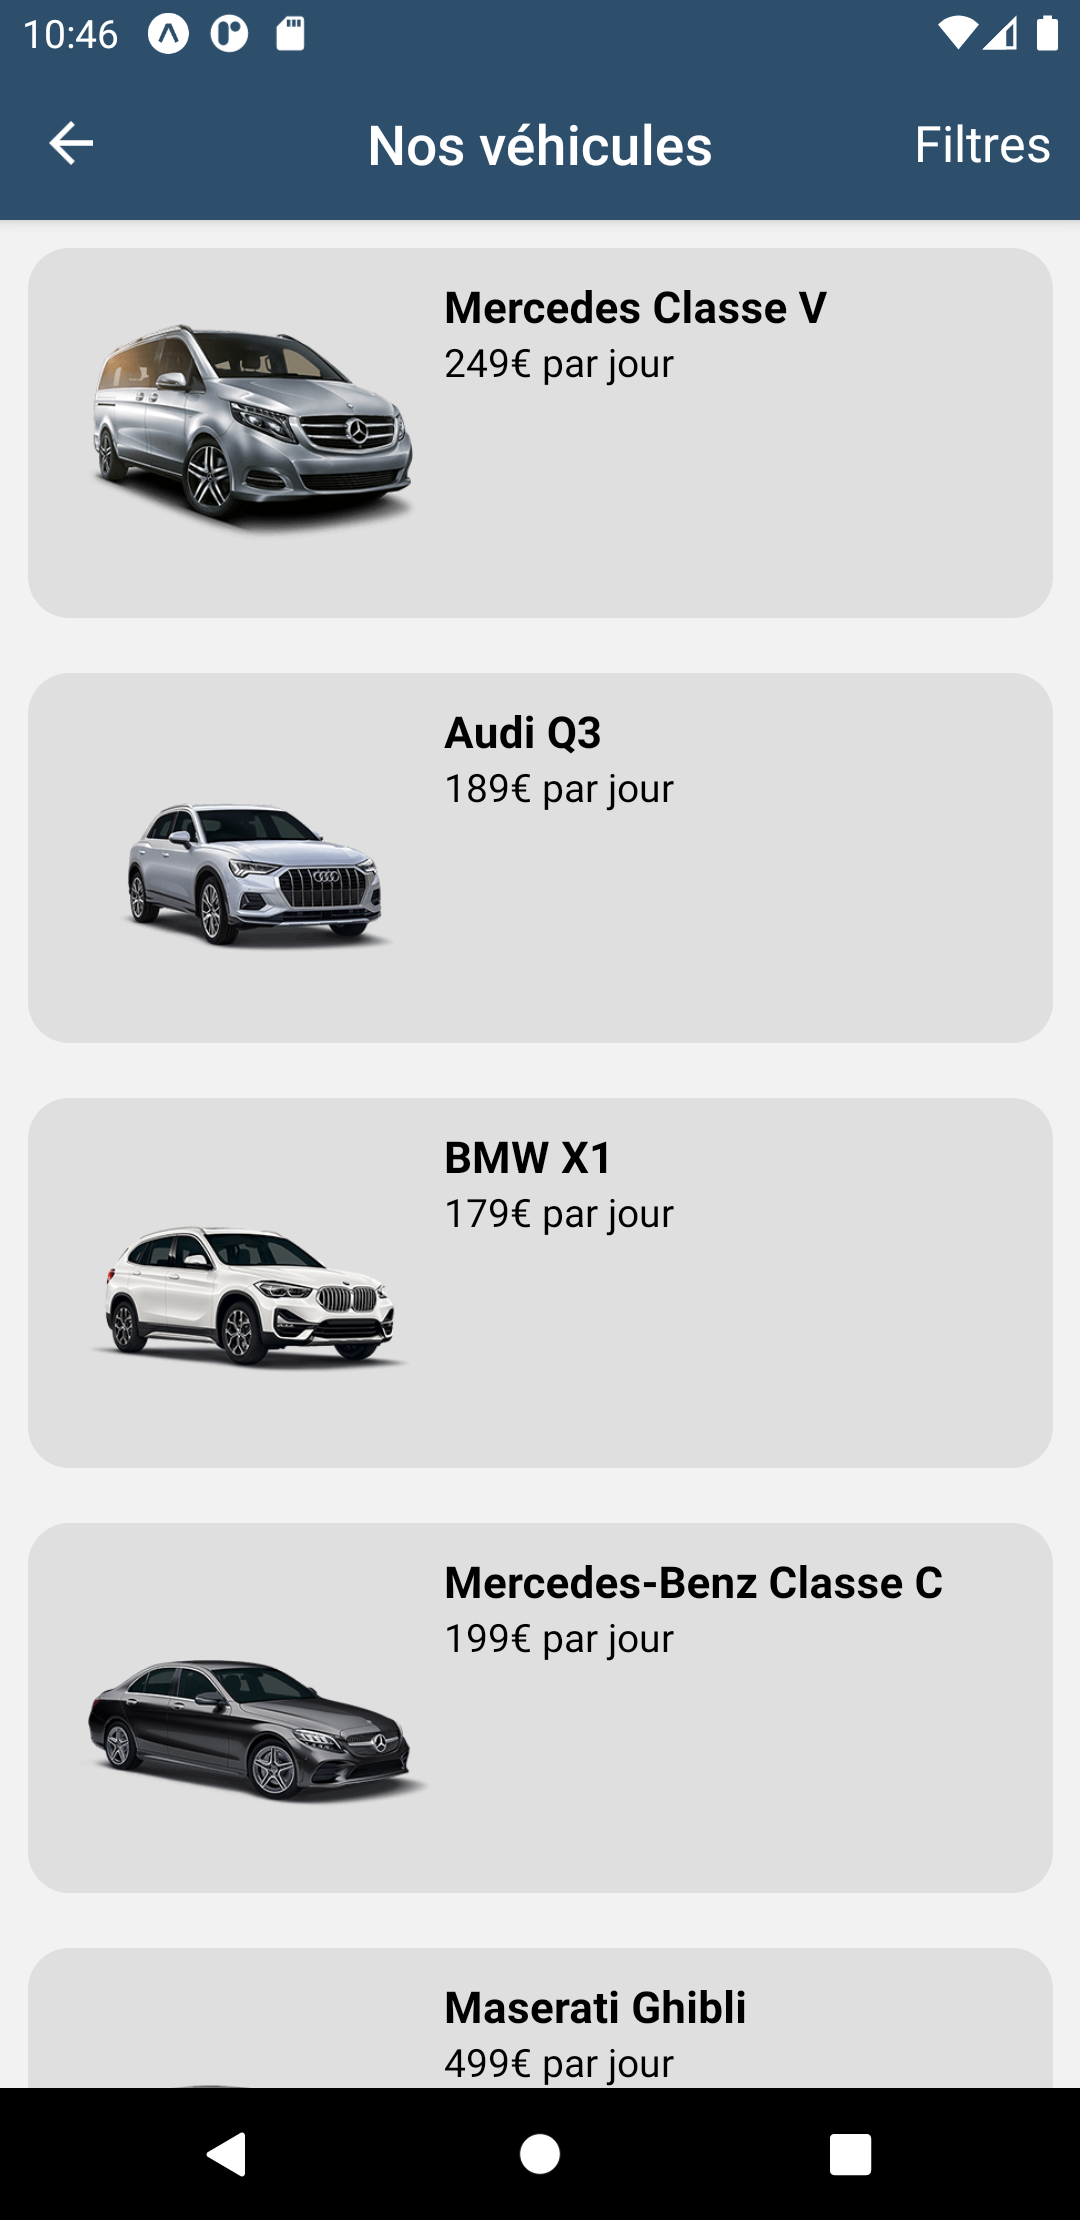 10:46
Nos véhicules
Filtres
Mercedes Classe V
249€ par jour
Audi Q3
189€ par jour
BMW X1
179€ par jour
Mercedes-Benz Classe C
199€ par jour
Maserati Ghibli
499€ par jour